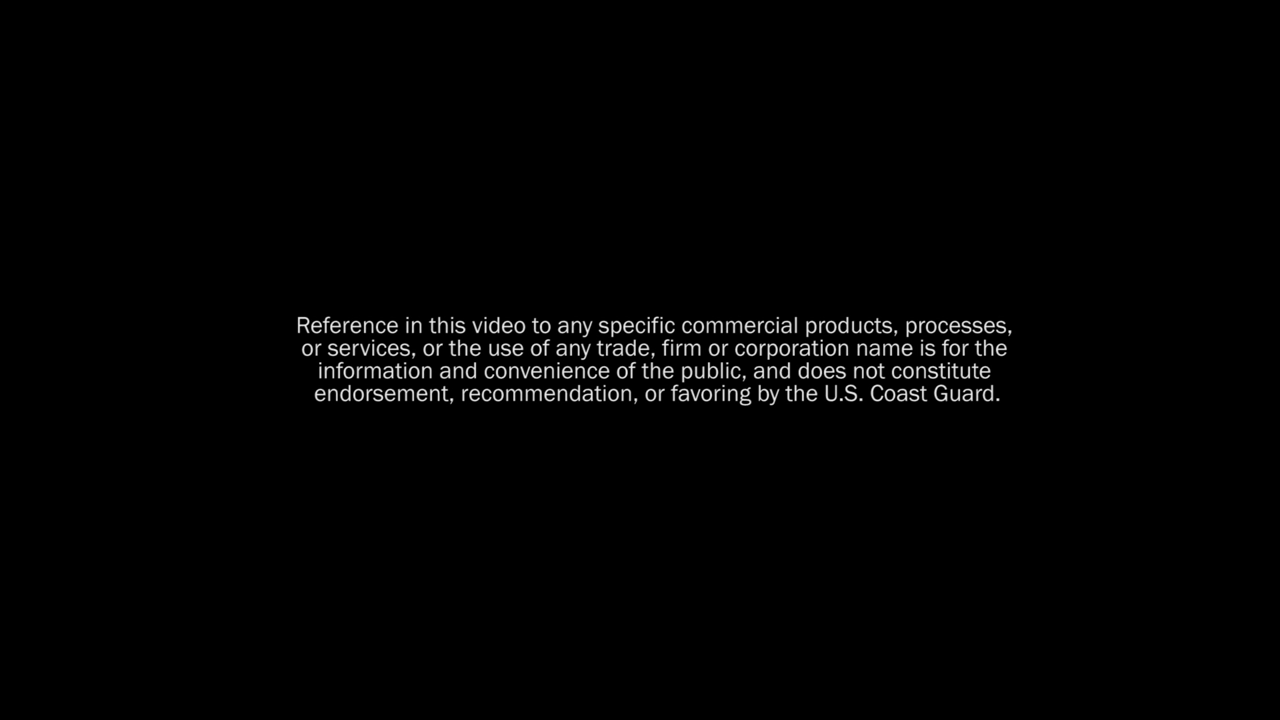 Reference in this video to any specific commercial products, processes,
or services, or the use of any trade, firm or corporation name is for the
information and convenience of the public, and does not constitute
endorsement, recommendation, or favoring by the U.S. Coast Guard.